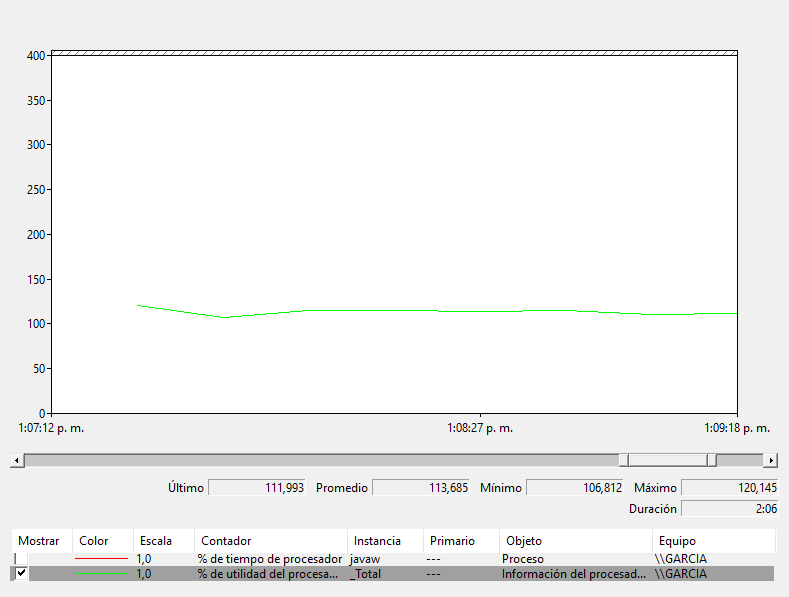 400
350
300
250
200
150
100
50
0
1:07:12 p. m. 1:08:27 p. m. 1:09:18 p. m.
Último 111,993 Promedio 113,685 Mínimo 106,812 Máximo 120,145
Duración 2:06
Mostrar Color Escala Contador Instancia Primario Objeto Equipo
1,0 % de tiempo de procesador javaw --- Proceso \\GARCIA
1,0 % de utilidad del procesa... _Total --- Información del procesad... \\GARCIA